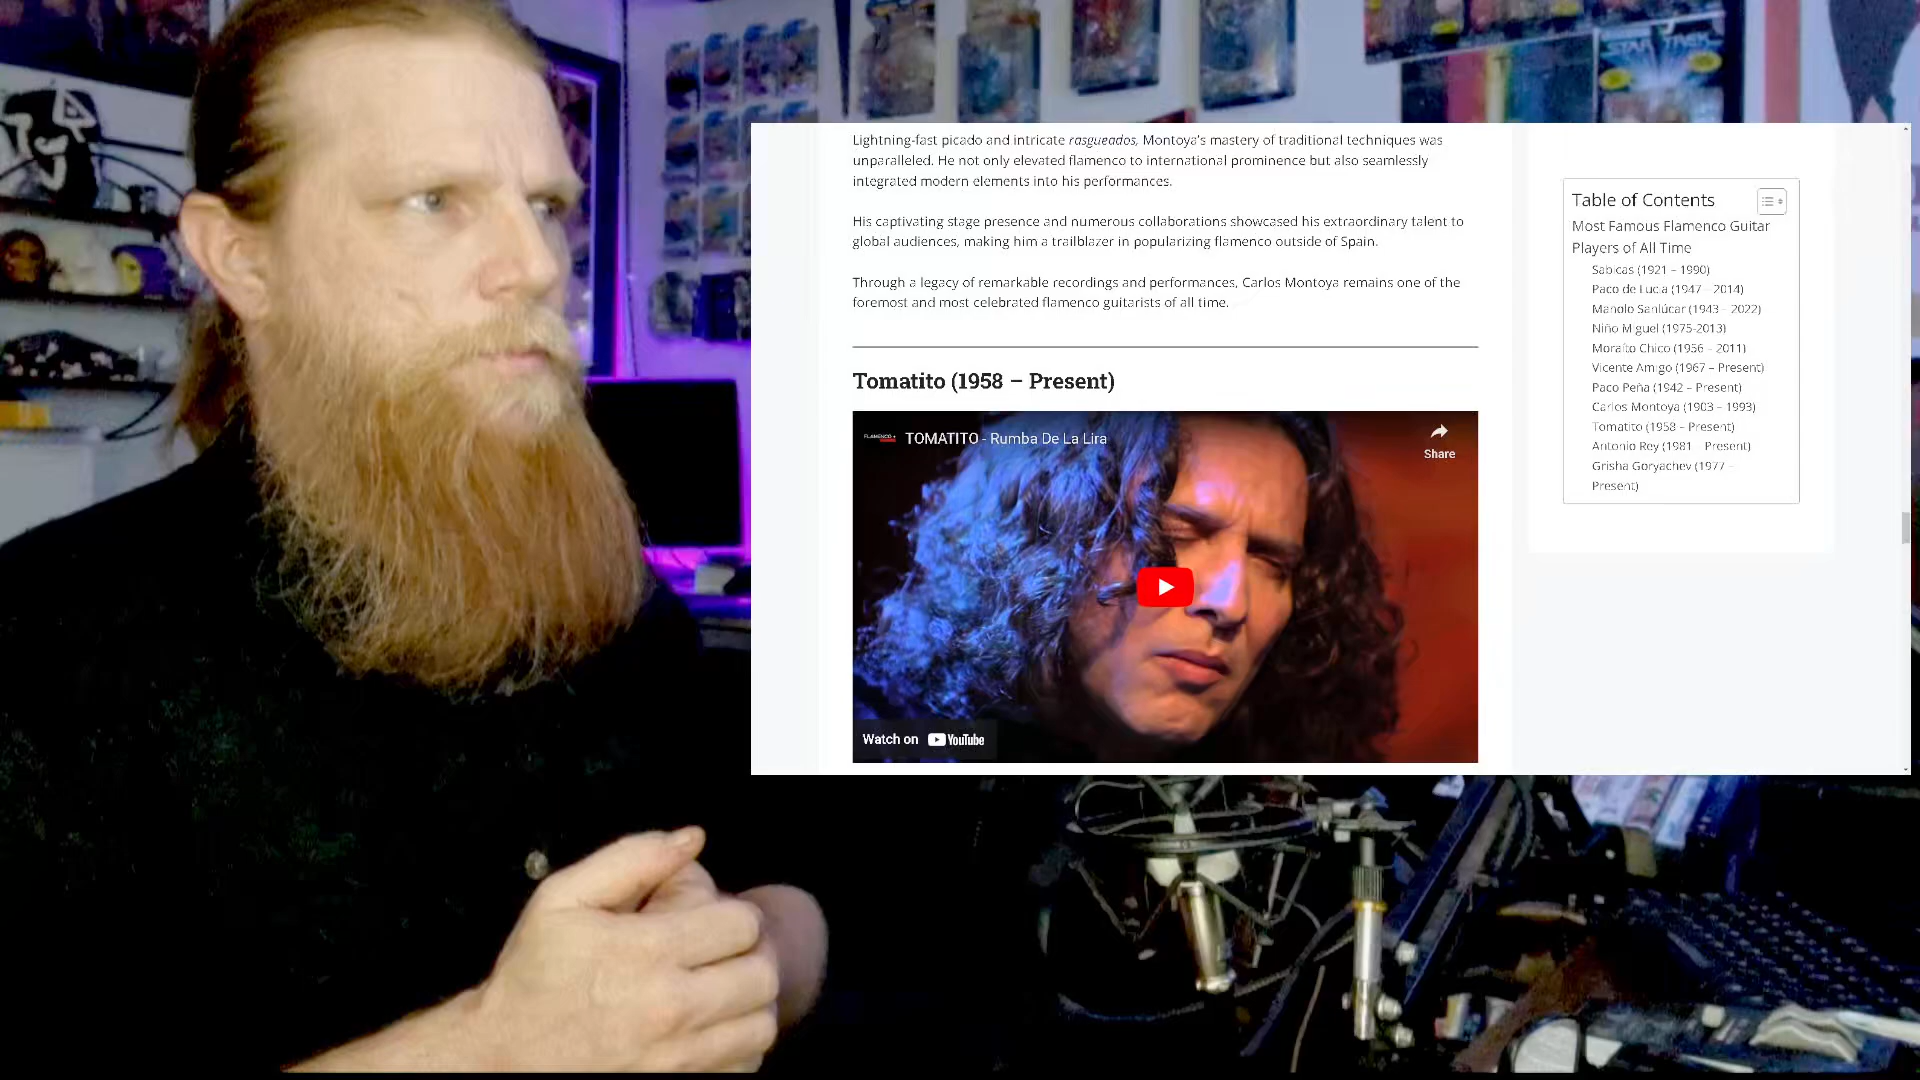 STAR TREK
Lightning-fast picado and intricate rasgueados, Montoya's mastery of traditional techniques was
unparalleled. He not only elevated flamenco to international prominence but also seamlessly
integrated modern elements into his performances.
His captivating stage presence and numerous collaborations showcased his extraordinary talent to
global audiences, making him a trailblazer in popularizing flamenco outside of Spain.
Through a legacy of remarkable recordings and performances, Carlos Montoya remains one of the
foremost and most celebrated flamenco guitarists of all time.
Tomatito (1958 – Present)
FLAMENCO +
TOMATITO - Rumba De La Lira
Share
Watch on YouTube
Table of Contents
Most Famous Flamenco Guitar
Players of All Time
Sabicas (1921 – 1990)
Paco de Lucia (1947 – 2014)
Manolo Sanlúcar (1943 – 2022)
Niño Miguel (1975-2013)
Moraíto Chico (1956 – 2011)
Vicente Amigo (1967 – Present)
Paco Peña (1942 – Present)
Carlos Montoya (1903 – 1993)
Tomatito (1958 – Present)
Antonio Rey (1981 – Present)
Grisha Goryachev (1977 –
Present)